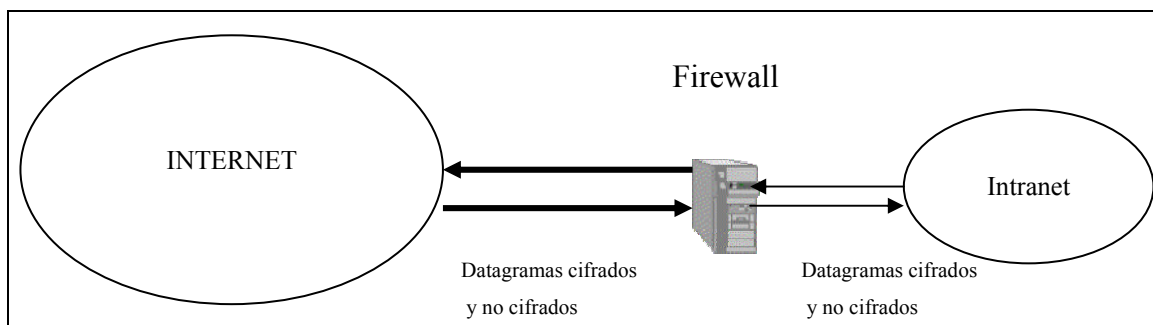 Firewall
INTERNET
Intranet
Datagramas cifrados
y no cifrados
Datagramas cifrados
y no cifrados